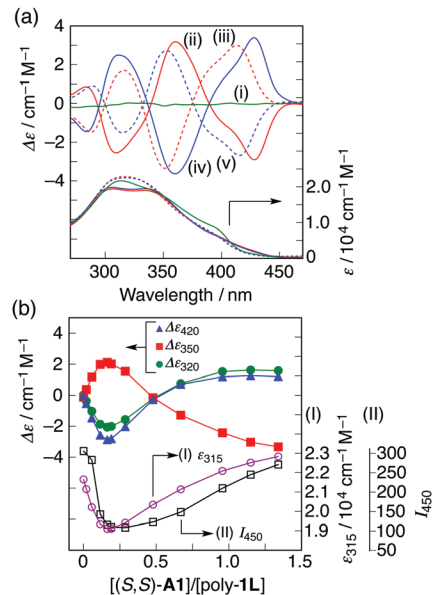 (a)
4
2
0
−2
−4
Δε / cm⁻¹M⁻¹
(ii)
(iii)
(i)
(iv)
(v)
2.0
1.0
0
ε / 10⁴ cm⁻¹ M⁻¹
300
350
400
450
Wavelength / nm
(b)
4
2
0
−2
−4
Δε / cm⁻¹M⁻¹
Δε₄₂₀
Δε₃₅₀
Δε₃₂₀
(I) ε₃₁₅
(II) I₄₅₀
(I)
(II)
2.3
2.2
2.1
2.0
1.9
ε₃₁₅ / 10⁴ cm⁻¹ M⁻¹
300
250
200
150
100
50
I₄₅₀
0
0.5
1.0
1.5
[(S,S)-A1]/[poly-1L]